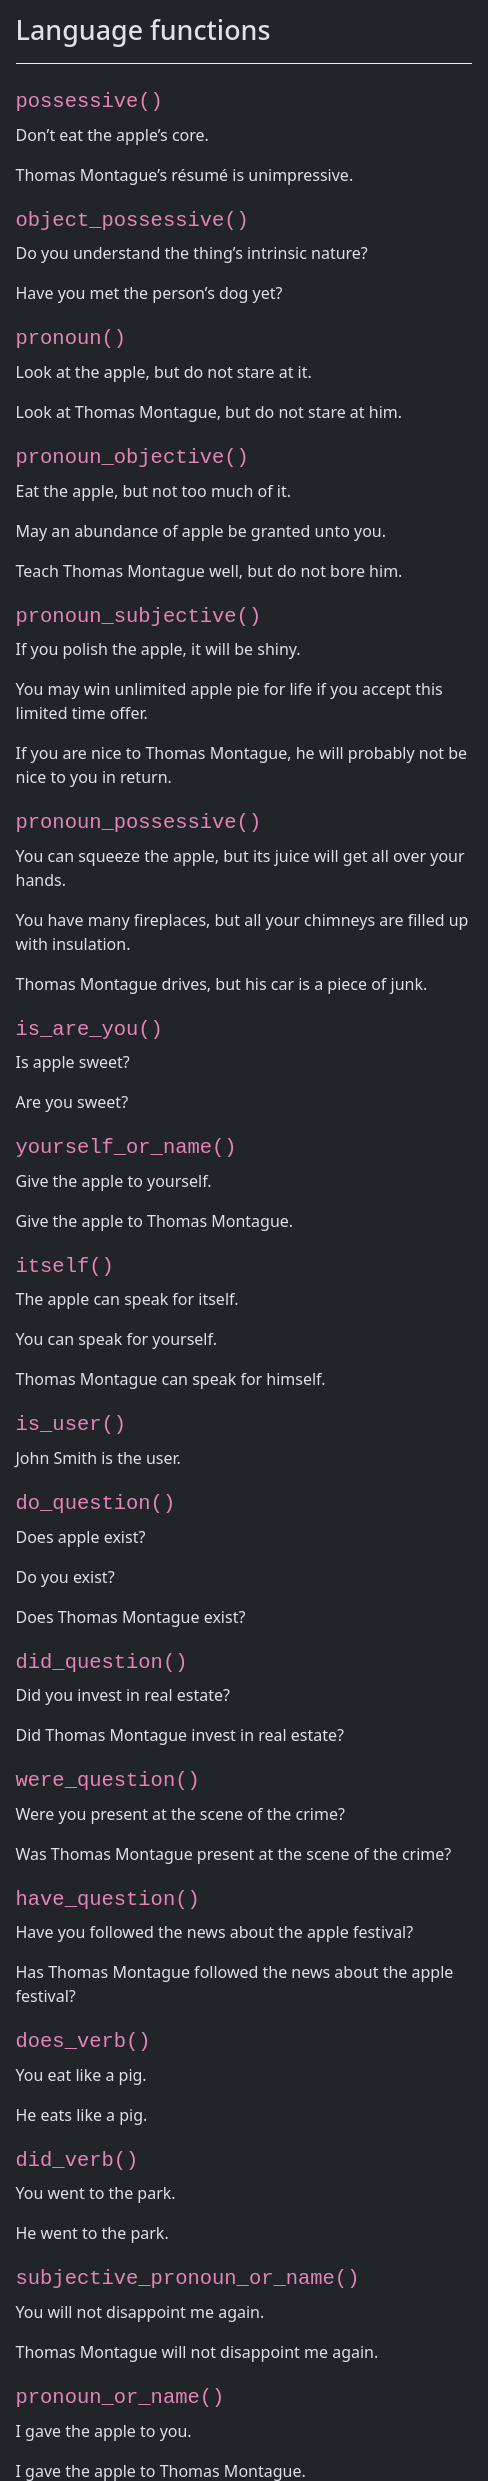 Language functions
possessive()
Don’t eat the apple’s core.
Thomas Montague’s résumé is unimpressive.
object_possessive()
Do you understand the thing’s intrinsic nature?
Have you met the person’s dog yet?
pronoun()
Look at the apple, but do not stare at it.
Look at Thomas Montague, but do not stare at him.
pronoun_objective()
Eat the apple, but not too much of it.
May an abundance of apple be granted unto you.
Teach Thomas Montague well, but do not bore him.
pronoun_subjective()
If you polish the apple, it will be shiny.
You may win unlimited apple pie for life if you accept this
limited time offer.
If you are nice to Thomas Montague, he will probably not be
nice to you in return.
pronoun_possessive()
You can squeeze the apple, but its juice will get all over your
hands.
You have many fireplaces, but all your chimneys are filled up
with insulation.
Thomas Montague drives, but his car is a piece of junk.
is_are_you()
Is apple sweet?
Are you sweet?
yourself_or_name()
Give the apple to yourself.
Give the apple to Thomas Montague.
itself()
The apple can speak for itself.
You can speak for yourself.
Thomas Montague can speak for himself.
is_user()
John Smith is the user.
do_question()
Does apple exist?
Do you exist?
Does Thomas Montague exist?
did_question()
Did you invest in real estate?
Did Thomas Montague invest in real estate?
were_question()
Were you present at the scene of the crime?
Was Thomas Montague present at the scene of the crime?
have_question()
Have you followed the news about the apple festival?
Has Thomas Montague followed the news about the apple
festival?
does_verb()
You eat like a pig.
He eats like a pig.
did_verb()
You went to the park.
He went to the park.
subjective_pronoun_or_name()
You will not disappoint me again.
Thomas Montague will not disappoint me again.
pronoun_or_name()
I gave the apple to you.
I gave the apple to Thomas Montague.